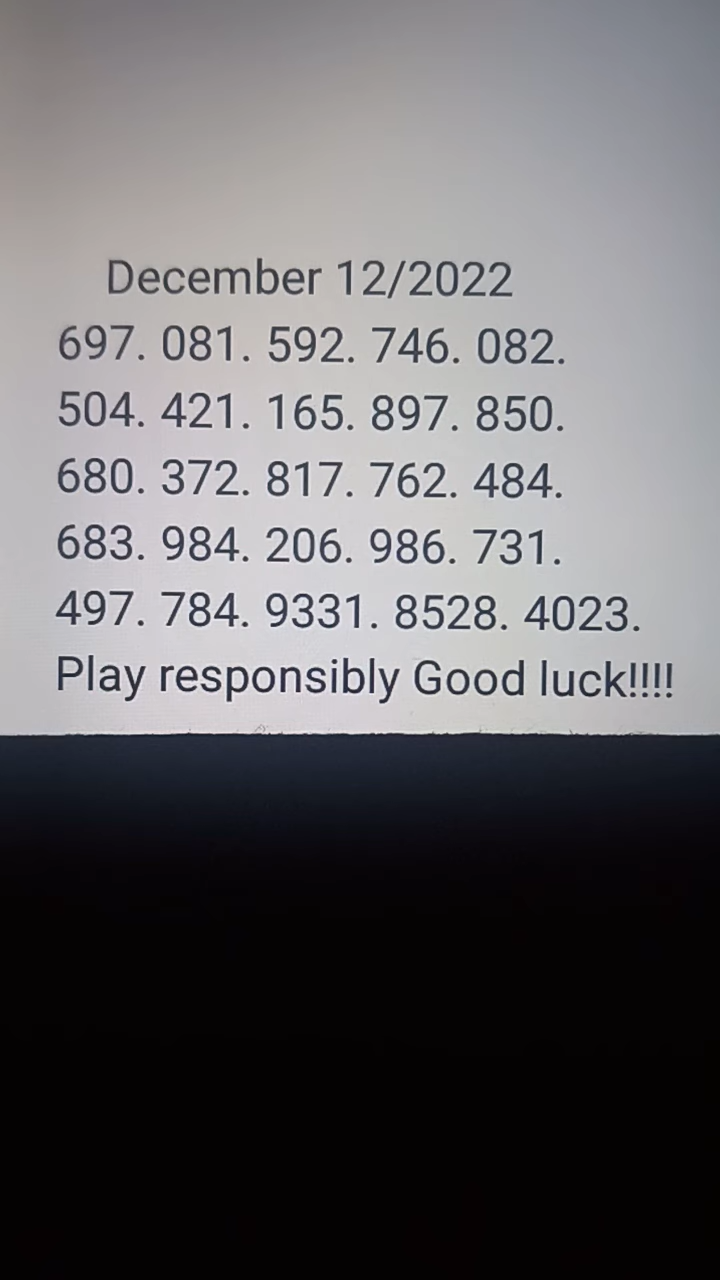 December 12/2022
697. 081. 592. 746. 082.
504. 421. 165. 897. 850.
680. 372. 817. 762. 484.
683. 984. 206. 986. 731.
497. 784. 9331. 8528. 4023.
Play responsibly Good luck!!!!